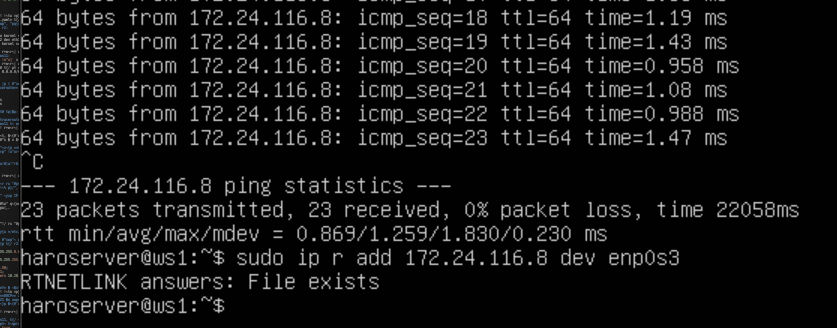 64 bytes from 172.24.116.8: icmp_seq=18 ttl=64 time=1.19 ms
64 bytes from 172.24.116.8: icmp_seq=19 ttl=64 time=1.43 ms
64 bytes from 172.24.116.8: icmp_seq=20 ttl=64 time=0.958 ms
64 bytes from 172.24.116.8: icmp_seq=21 ttl=64 time=1.08 ms
64 bytes from 172.24.116.8: icmp_seq=22 ttl=64 time=0.988 ms
64 bytes from 172.24.116.8: icmp_seq=23 ttl=64 time=1.47 ms
^C
--- 172.24.116.8 ping statistics ---
23 packets transmitted, 23 received, 0% packet loss, time 22058ms
rtt min/avg/max/mdev = 0.869/1.259/1.830/0.230 ms
haroserver@ws1:~$ sudo ip r add 172.24.116.8 dev enp0s3
RTNETLINK answers: File exists
haroserver@ws1:~$